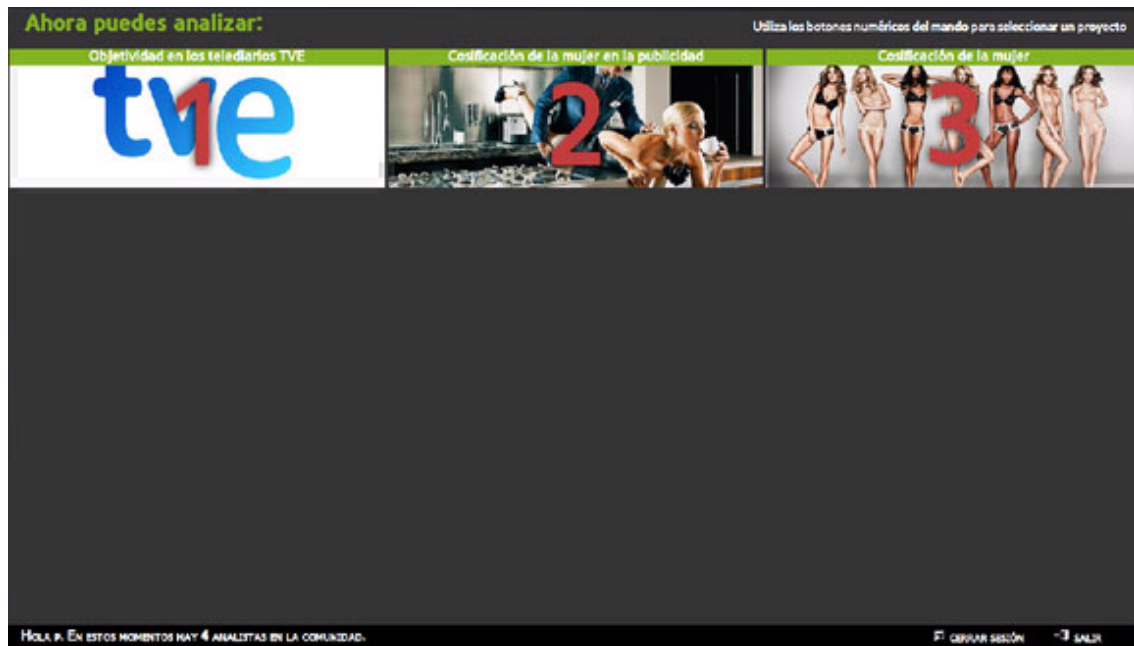 Ahora puedes analizar:
Utiliza los botones numéricos del mando para seleccionar un proyecto
Objetividad en los telediarios TVE
Cosificación de la mujer en la publicidad
Cosificación de la mujer
tve
1
2
3
HOLA P. EN ESTOS MOMENTOS HAY 4 ANALISTAS EN LA COMUNIDAD.
CERRAR SESIÓN
SALIR